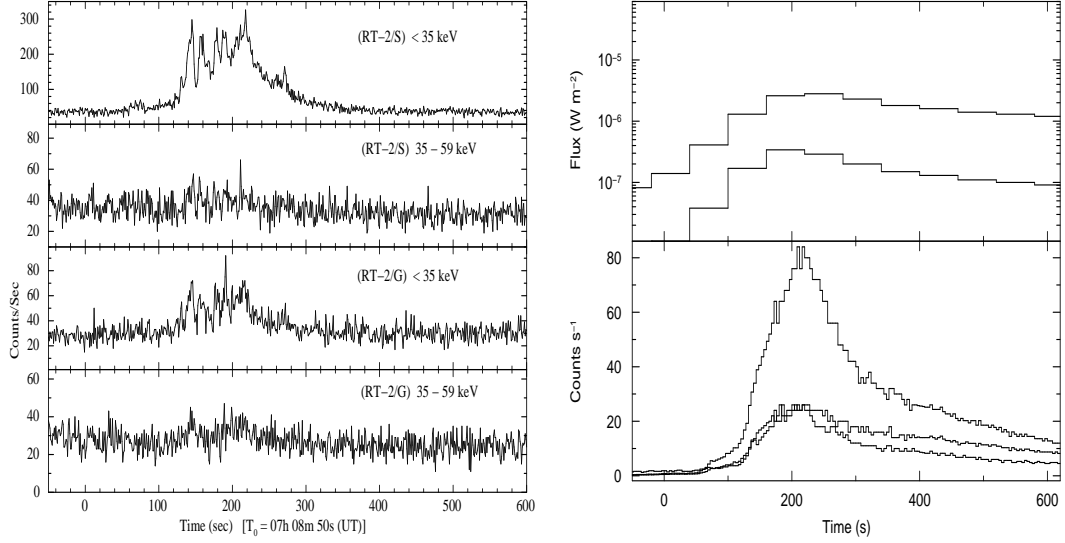 300
200
100
(RT–2/S) < 35 keV
80
60
40
20
(RT–2/S) 35 – 59 keV
80
60
40
20
(RT–2/G) < 35 keV
60
40
20
0
(RT–2/G) 35 – 59 keV
Counts/Sec
0 100 200 300 400 500 600
Time (sec) [T0 = 07h 08m 50s (UT)]
10−5
10−6
10−7
Flux (W m−2)
80
60
40
20
0
Counts s−1
0 200 400 600
Time (s)